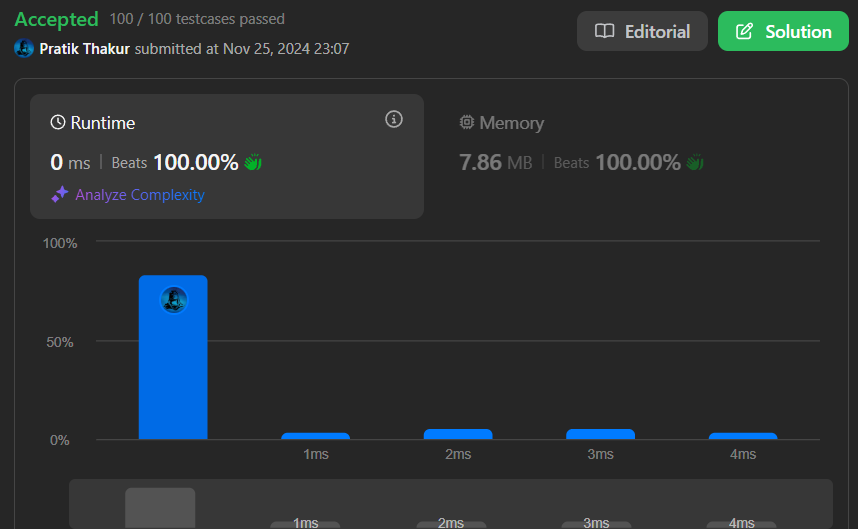 Accepted 100 / 100 testcases passed
Pratik Thakur submitted at Nov 25, 2024 23:07
Editorial
Solution
Runtime
0 ms | Beats 100.00%
Analyze Complexity
Memory
7.86 MB | Beats 100.00%
100%
50%
0%
1ms 2ms 3ms 4ms
1ms 2ms 3ms 4ms